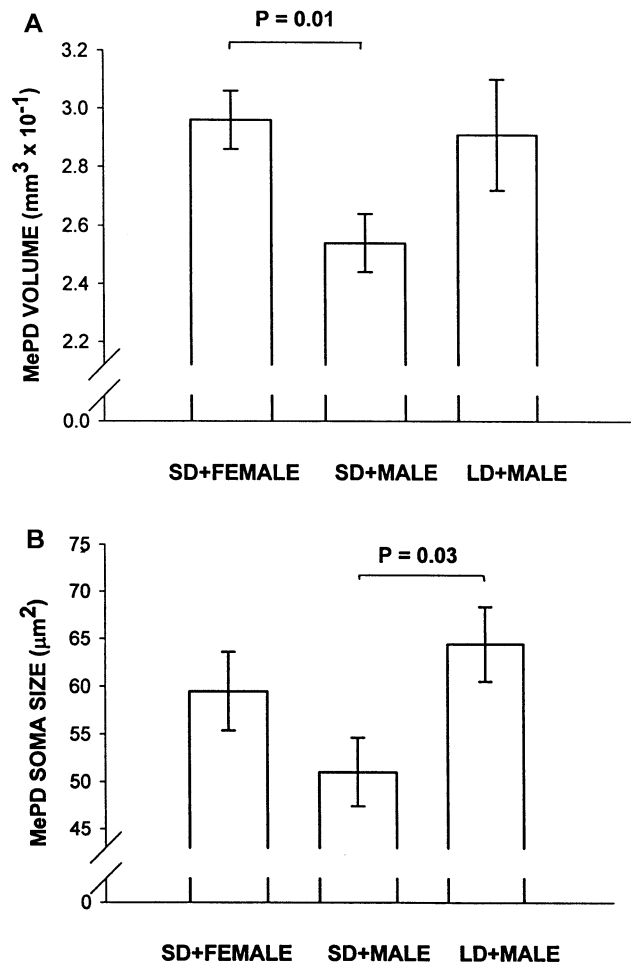 A
P = 0.01
MePD VOLUME (mm³ x 10⁻¹)
3.2
3.0
2.8
2.6
2.4
2.2
0.0
SD+FEMALE SD+MALE LD+MALE
B
P = 0.03
MePD SOMA SIZE (μm²)
75
70
65
60
55
50
45
0
SD+FEMALE SD+MALE LD+MALE